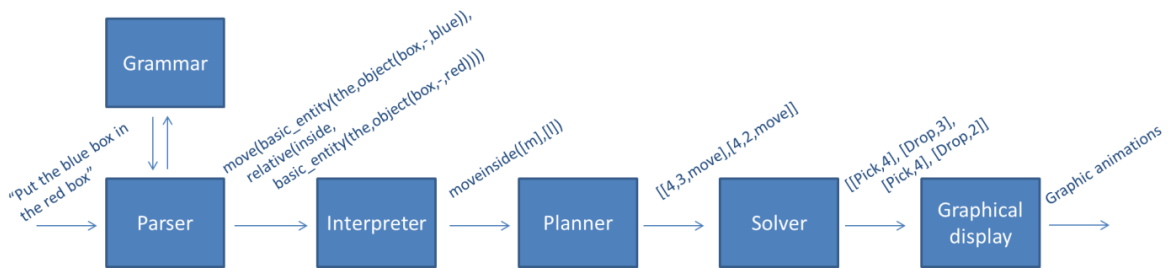 Grammar
"Put the blue box in
the red box"
Parser
move(basic_entity(the,object(box,-,blue)),
relative(inside,
basic_entity(the,object(box,-,red))))
Interpreter
moveinside([m],[l])
Planner
[[4,3,move],[4,2,move]]
Solver
[[Pick,4], [Drop,3],
[Pick,4], [Drop,2]]
Graphical
display
Graphic animations